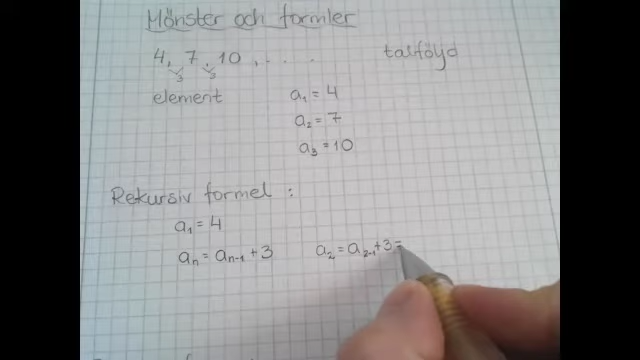 Mönster och formler
4, 7, 10, .... talföljd
3 3
element a₁ = 4
a₂ = 7
a₃ = 10
Rekursiv formel :
a₁ = 4
aₙ = aₙ₋₁ + 3 a₂ = a₂₋₁ + 3 =